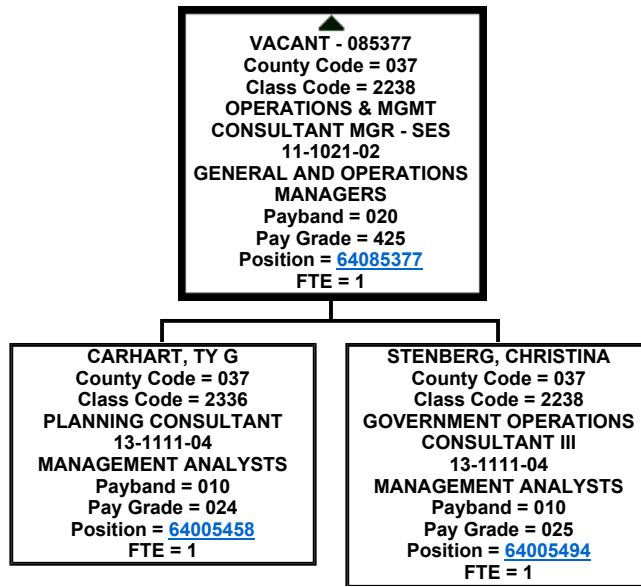 VACANT - 085377
County Code = 037
Class Code = 2238
OPERATIONS & MGMT
CONSULTANT MGR - SES
11-1021-02
GENERAL AND OPERATIONS
MANAGERS
Payband = 020
Pay Grade = 425
Position = 64085377
FTE = 1
CARHART, TY G
County Code = 037
Class Code = 2336
PLANNING CONSULTANT
13-1111-04
MANAGEMENT ANALYSTS
Payband = 010
Pay Grade = 024
Position = 64005458
FTE = 1
STENBERG, CHRISTINA
County Code = 037
Class Code = 2238
GOVERNMENT OPERATIONS
CONSULTANT III
13-1111-04
MANAGEMENT ANALYSTS
Payband = 010
Pay Grade = 025
Position = 64005494
FTE = 1